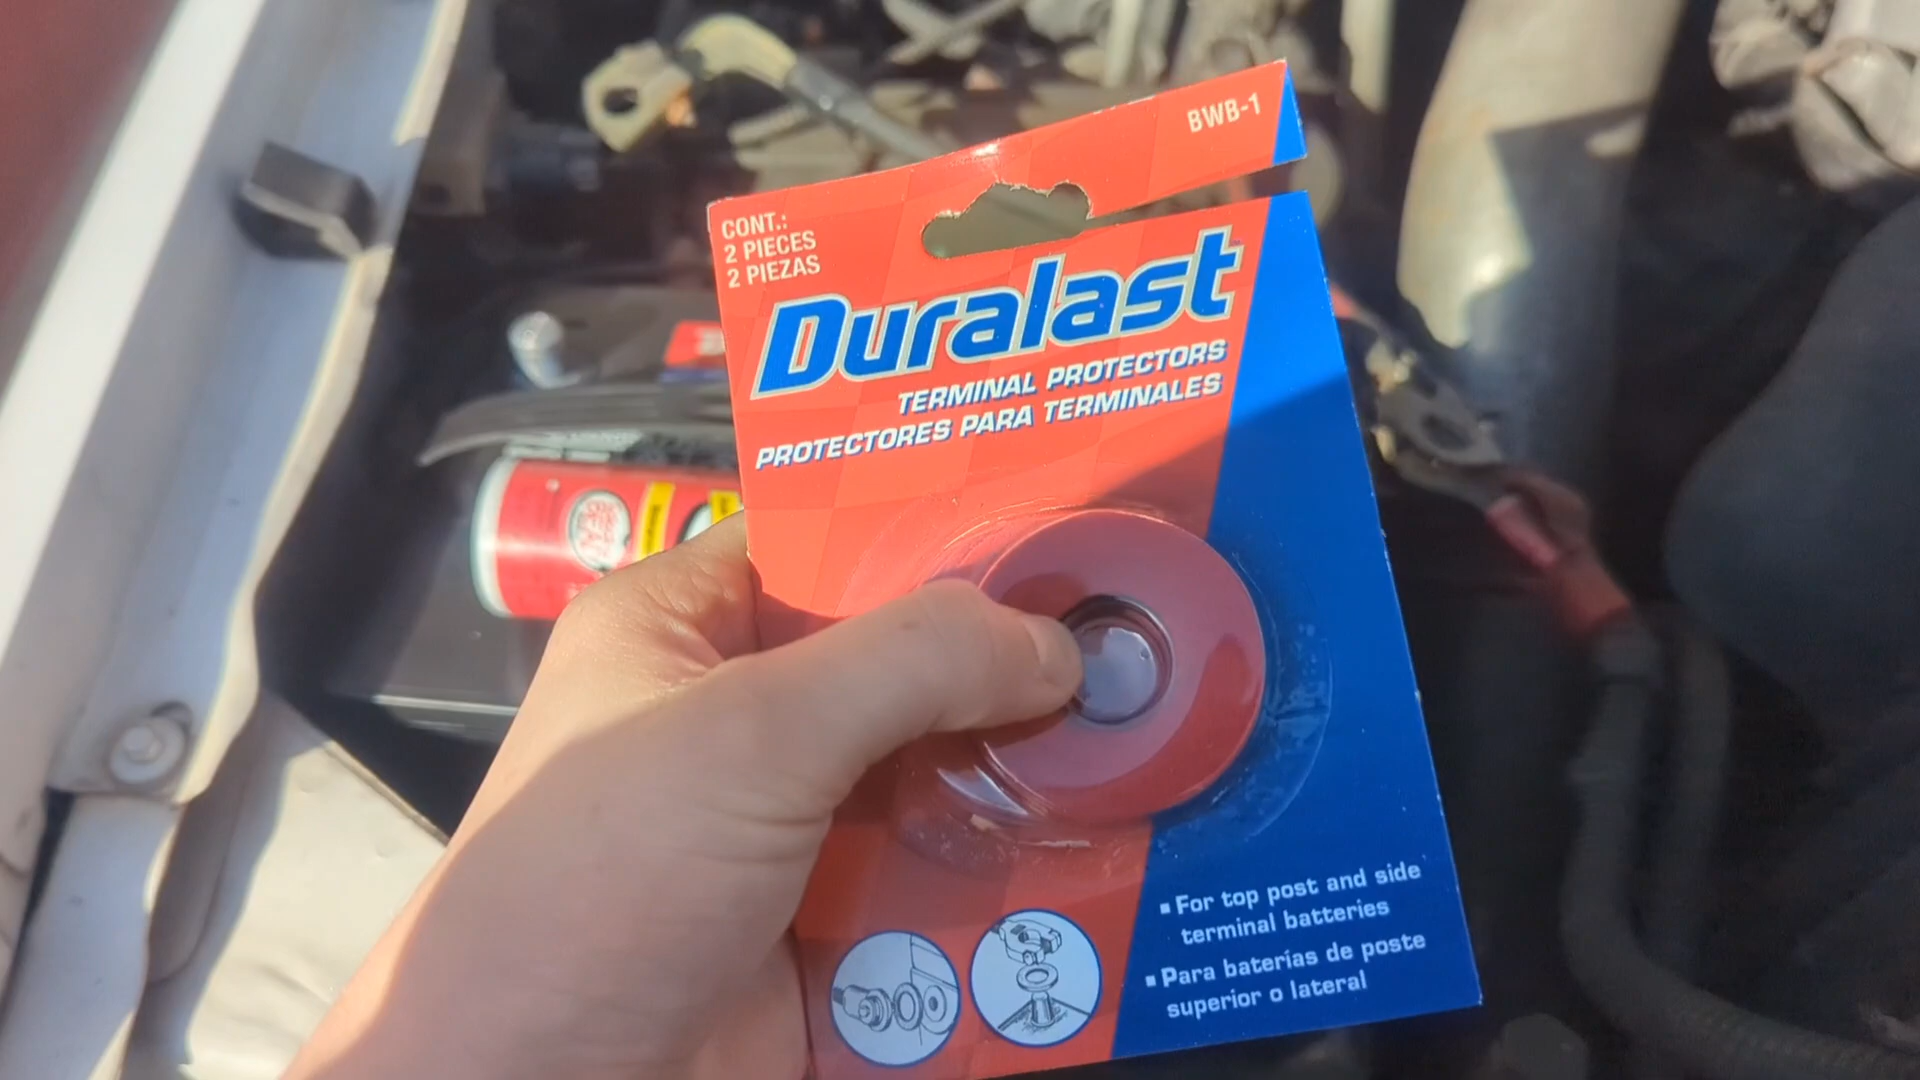 BWB-1
CONT.:
2 PIECES
2 PIEZAS
Duralast
TERMINAL PROTECTORS
PROTECTORES PARA TERMINALES
▪ For top post and side
terminal batteries
▪ Para baterías de poste
superior o lateral